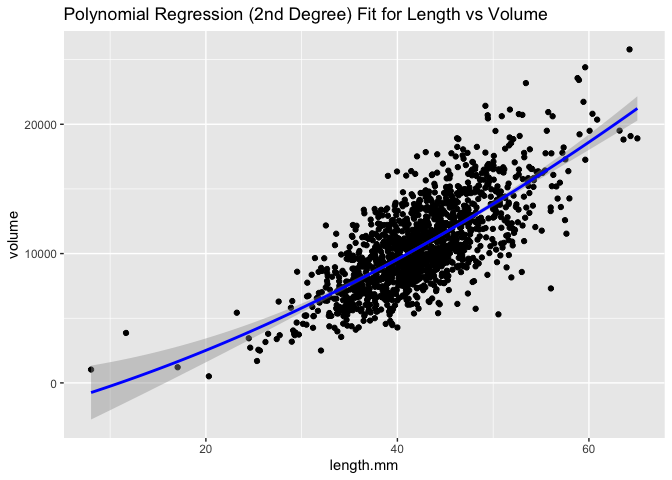 Polynomial Regression (2nd Degree) Fit for Length vs Volume
volume
20000
10000
0
20
40
60
length.mm